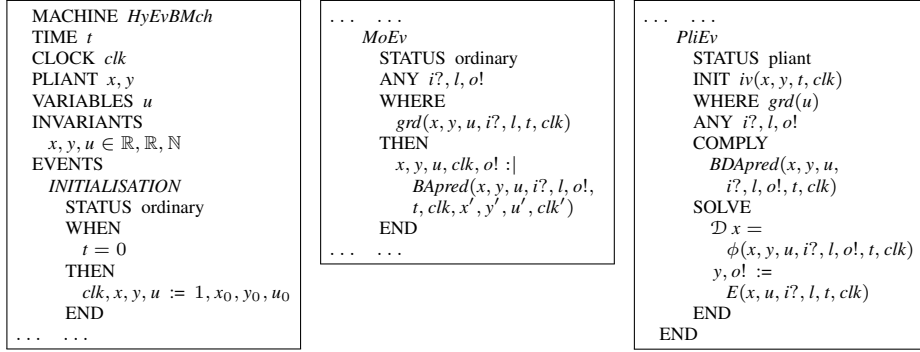 MACHINE HyEvBMch
TIME t
CLOCK clk
PLIANT x, y
VARIABLES u
INVARIANTS
x, y, u ∈ ℝ, ℝ, ℕ
EVENTS
INITIALISATION
STATUS ordinary
WHEN
t = 0
THEN
clk, x, y, u := 1, x₀, y₀, u₀
END
... ...
... ...
MoEv
STATUS ordinary
ANY i?, l, o!
WHERE
grd(x, y, u, i?, l, t, clk)
THEN
x, y, u, clk, o! :|
BApred(x, y, u, i?, l, o!,
t, clk, x′, y′, u′, clk′)
END
... ...
... ...
PliEv
STATUS pliant
INIT iv(x, y, t, clk)
WHERE grd(u)
ANY i?, l, o!
COMPLY
BDApred(x, y, u,
i?, l, o!, t, clk)
SOLVE
𝒟 x =
ϕ(x, y, u, i?, l, o!, t, clk)
y, o! :=
E(x, u, i?, l, t, clk)
END
END